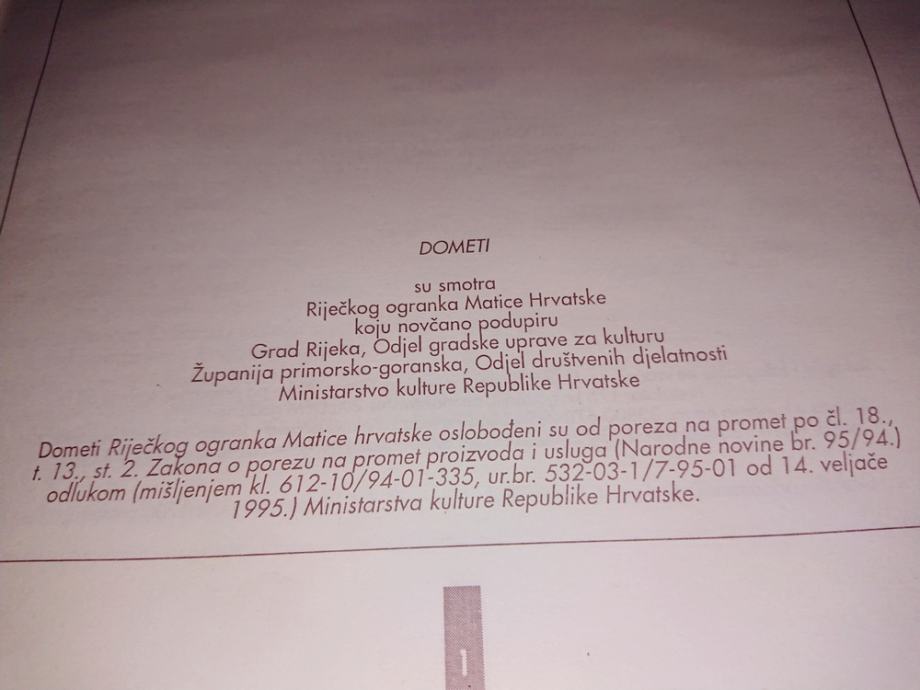 DOMETI
su smotra
Riječkog ogranka Matice Hrvatske
koju novčano podupiru
Grad Rijeka, Odjel gradske uprave za kulturu
Županija primorsko-goranska, Odjel društvenih djelatnosti
Ministarstvo kulture Republike Hrvatske
Dometi Riječkog ogranka Matice hrvatske oslobođeni su od poreza na promet po čl. 18.,
t. 13., st. 2. Zakona o porezu na promet proizvoda i usluga (Narodne novine br. 95/94.)
odlukom (mišljenjem kl. 612-10/94-01-335, ur.br. 532-03-1/7-95-01 od 14. veljače
1995.) Ministarstva kulture Republike Hrvatske.
1